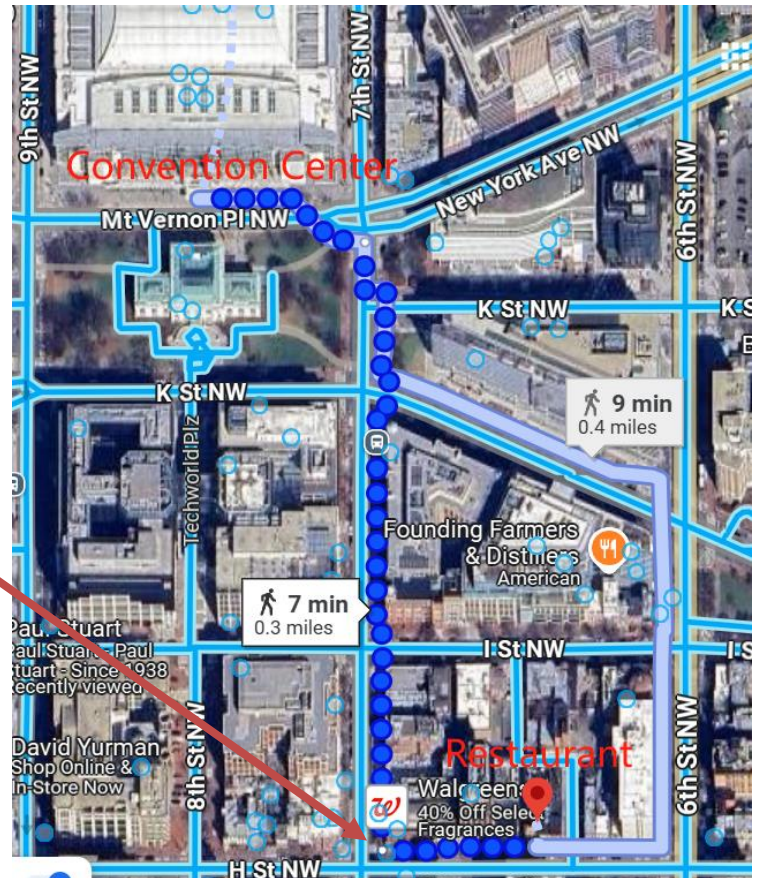 9th St NW
7th St NW
Convention Center
New York Ave NW
Mt Vernon Pl NW
6th St NW
K St NW
K S
E
K St NW
9 min
0.4 miles
Techworld Plz
Founding Farmers
& Distillers
American
7 min
0.3 miles
Paul Stuart
Paul Stuart - Paul
Stuart - Since 1938
Recently viewed
I St NW
I S
8th St NW
6th St NW
David Yurman
Shop Online &
In-Store Now
Restaurant
W
Walgreens
40% Off Select
Fragrances
H St NW